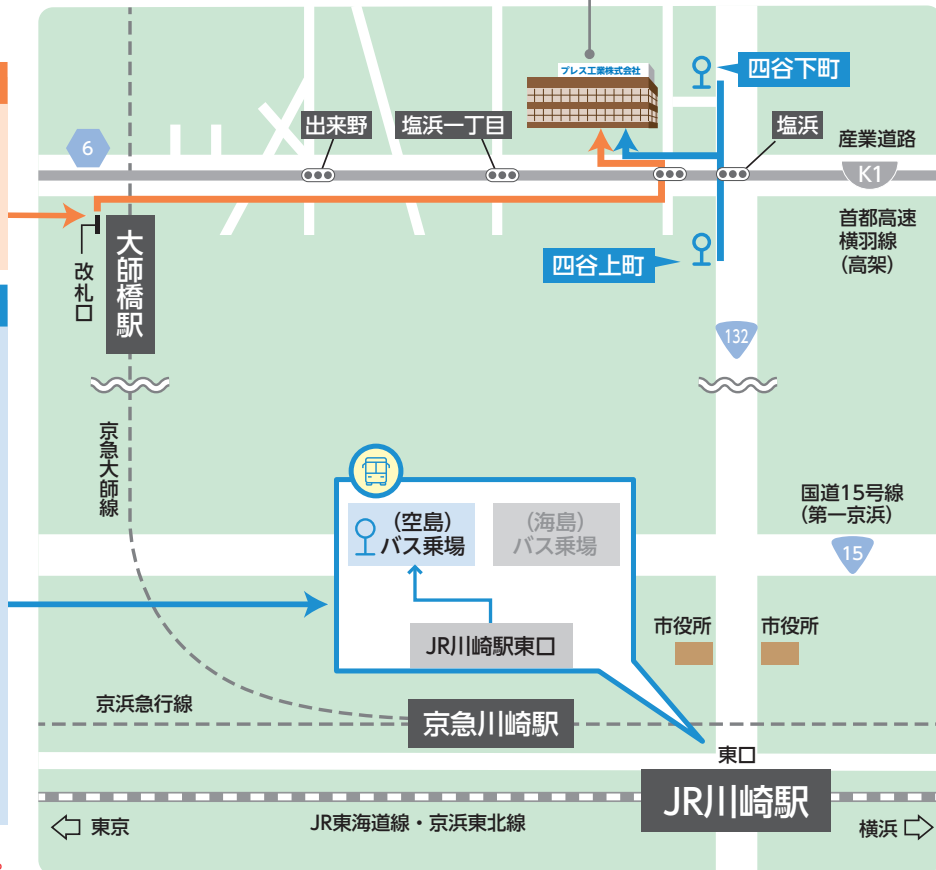 プレス工業株式会社
四谷下町
出来野
塩浜一丁目
塩浜
産業道路
6
K1
首都高速
横羽線
(高架)
四谷上町
改札口
大師橋駅
132
京急大師線
国道15号線
(第一京浜)
15
(空島)
バス乗場
(海島)
バス乗場
JR川崎駅東口
市役所
市役所
京浜急行線
京急川崎駅
東口
JR川崎駅
東京
JR東海道線・京浜東北線
横浜